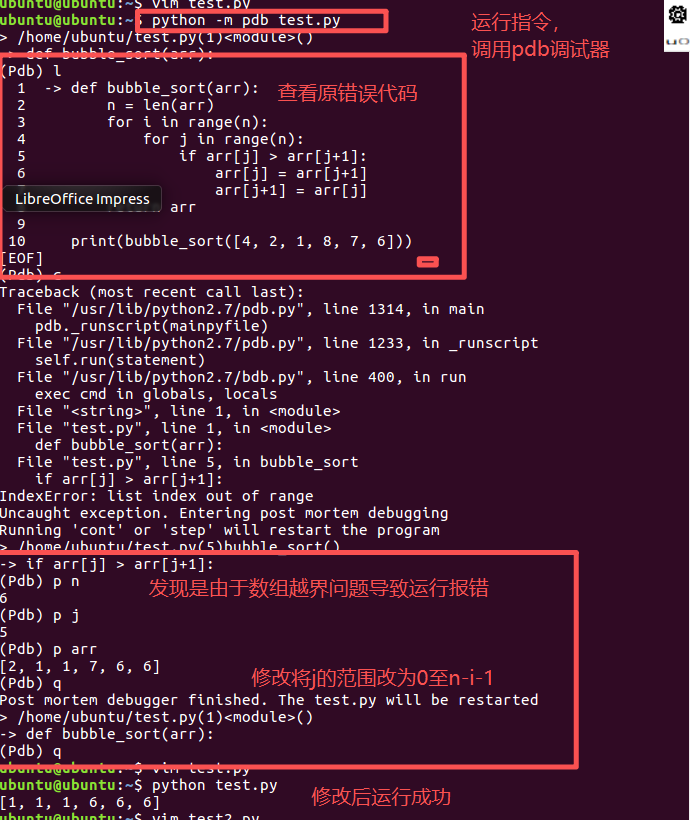 ubuntu@ubuntu:~$ vim test.py
ubuntu@ubuntu:~$ python -m pdb test.py
运行指令，
调用pdb调试器
> /home/ubuntu/test.py(1)<module>()
-> def bubble_sort(arr):
(Pdb) l
查看原错误代码
1  -> def bubble_sort(arr):
2         n = len(arr)
3         for i in range(n):
4             for j in range(n):
5                 if arr[j] > arr[j+1]:
6                     arr[j] = arr[j+1]
arr[j+1] = arr[j]
LibreOffice Impress
arr
9
10     print(bubble_sort([4, 2, 1, 8, 7, 6]))
[EOF]
(Pdb) c
Traceback (most recent call last):
  File "/usr/lib/python2.7/pdb.py", line 1314, in main
    pdb._runscript(mainpyfile)
  File "/usr/lib/python2.7/pdb.py", line 1233, in _runscript
    self.run(statement)
  File "/usr/lib/python2.7/bdb.py", line 400, in run
    exec cmd in globals, locals
  File "<string>", line 1, in <module>
  File "test.py", line 1, in <module>
    def bubble_sort(arr):
  File "test.py", line 5, in bubble_sort
    if arr[j] > arr[j+1]:
IndexError: list index out of range
Uncaught exception. Entering post mortem debugging
Running 'cont' or 'step' will restart the program
> /home/ubuntu/test.py(5)bubble_sort()
-> if arr[j] > arr[j+1]:
(Pdb) p n
发现是由于数组越界问题导致运行报错
6
(Pdb) p j
5
(Pdb) p arr
[2, 1, 1, 7, 6, 6]
(Pdb) q
修改将j的范围改为0至n-i-1
Post mortem debugger finished. The test.py will be restarted
> /home/ubuntu/test.py(1)<module>()
-> def bubble_sort(arr):
(Pdb) q
ubuntu@ubuntu:~$ vim test.py
ubuntu@ubuntu:~$ python test.py
[1, 1, 1, 6, 6, 6]
修改后运行成功
ubuntu@ubuntu:~$ vim test2.py